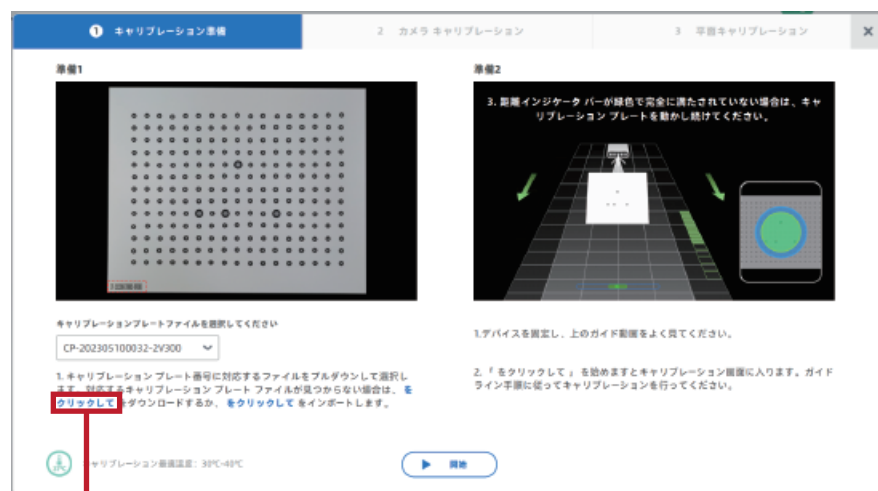 1 キャリブレーション準備
2 カメラ キャリブレーション
3 平面キャリブレーション
準備1
準備2
3. 距離インジケータ バーが緑色で完全に満たされていない場合は、キャ
リブレーション プレートを動かし続けてください。
キャリブレーションプレートファイルを選択してください
CP-202305100032-2V300
1.デバイスを固定し、上のガイド動画をよく見てください。
1. キャリブレーション プレート番号に対応するファイルをプルダウンして選択し
ます。対応するキャリブレーション プレート ファイルが見つからない場合は、 を
クリックして をダウンロードするか、 をクリックして をインポートします。
2. 「 をクリックして 」 を始めますとキャリブレーション画面に入ります。ガイド
ライン手順に従ってキャリブレーションを行ってください。
キャリブレーション最適温度: 30℃-40℃
開始